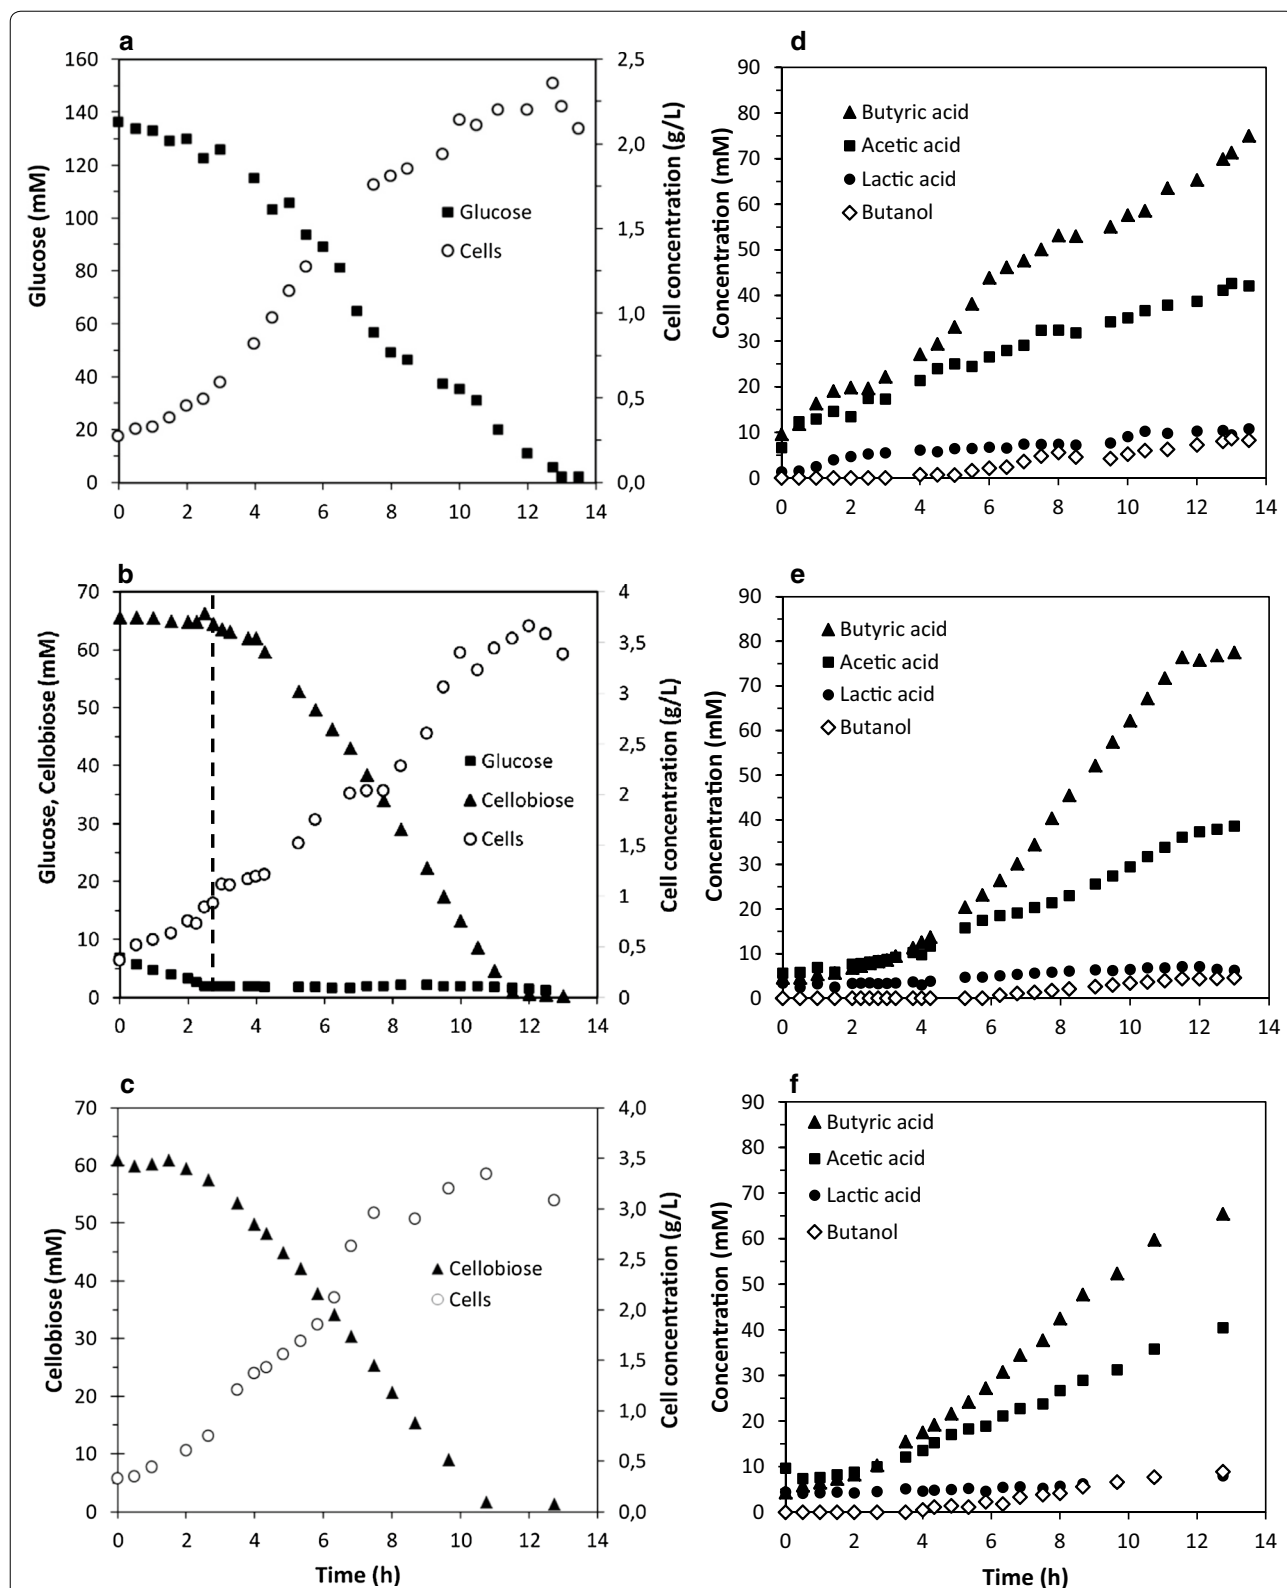 a
160
140
120
100
80
60
40
20
0
Glucose (mM)
2,5
2,0
1,5
1,0
0,5
0,0
Cell concentration (g/L)
Glucose
Cells
0 2 4 6 8 10 12 14
d
90
80
70
60
50
40
30
20
10
0
Concentration (mM)
Butyric acid
Acetic acid
Lactic acid
Butanol
0 2 4 6 8 10 12 14
b
70
60
50
40
30
20
10
0
Glucose, Cellobiose (mM)
4
3,5
3
2,5
2
1,5
1
0,5
0
Cell concentration (g/L)
Glucose
Cellobiose
Cells
0 2 4 6 8 10 12 14
e
90
80
70
60
50
40
30
20
10
0
Concentration (mM)
Butyric acid
Acetic acid
Lactic acid
Butanol
0 2 4 6 8 10 12 14
c
70
60
50
40
30
20
10
0
Cellobiose (mM)
4,0
3,5
3,0
2,5
2,0
1,5
1,0
0,5
0,0
Cell concentration (g/L)
Cellobiose
Cells
0 2 4 6 8 10 12 14
Time (h)
f
90
80
70
60
50
40
30
20
10
0
Concentration (mM)
Butyric acid
Acetic acid
Lactic acid
Butanol
0 2 4 6 8 10 12 14
Time (h)